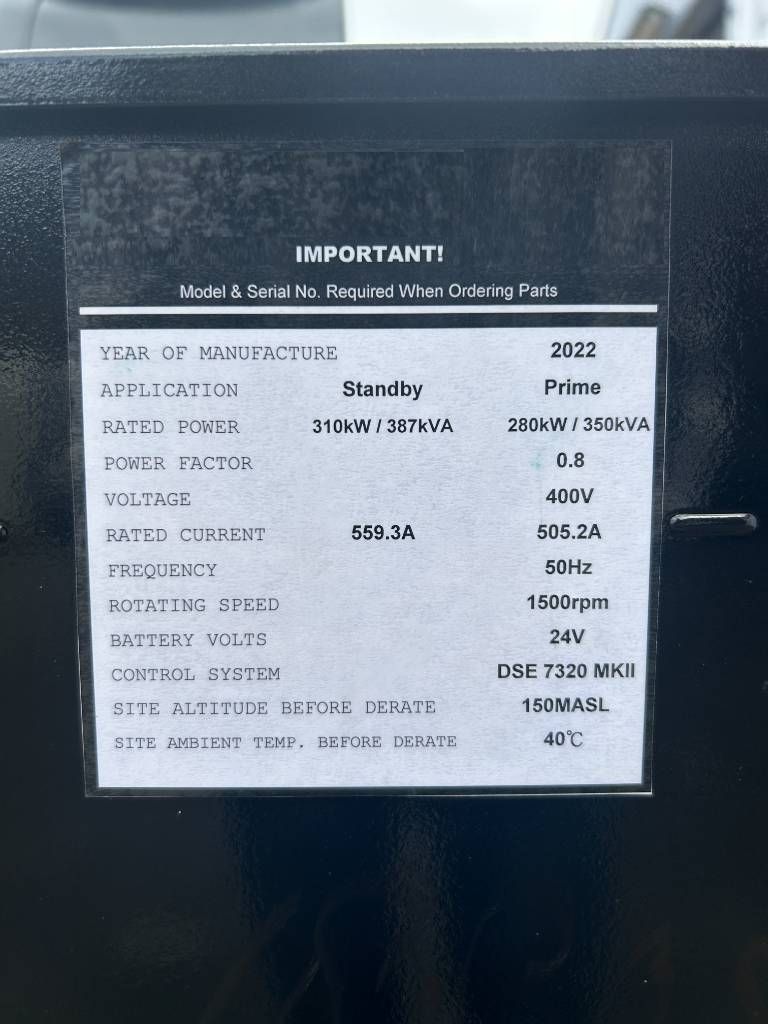 IMPORTANT!
Model & Serial No. Required When Ordering Parts
YEAR OF MANUFACTURE 2022
APPLICATION Standby Prime
RATED POWER 310kW / 387kVA 280kW / 350kVA
POWER FACTOR 0.8
VOLTAGE 400V
RATED CURRENT 559.3A 505.2A
FREQUENCY 50Hz
ROTATING SPEED 1500rpm
BATTERY VOLTS 24V
CONTROL SYSTEM DSE 7320 MKII
SITE ALTITUDE BEFORE DERATE 150MASL
SITE AMBIENT TEMP. BEFORE DERATE 40℃